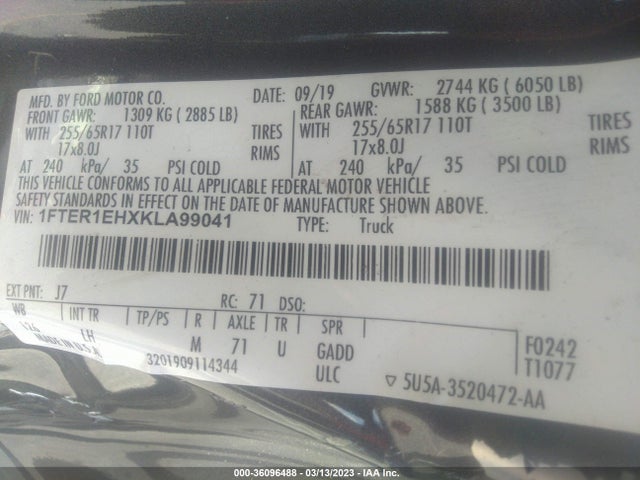 MFD. BY FORD MOTOR CO. DATE: 09/19 GVWR: 2744 KG ( 6050 LB)
FRONT GAWR: 1309 KG ( 2885 LB) REAR GAWR: 1588 KG ( 3500 LB)
WITH 255/65R17 110T TIRES WITH 255/65R17 110T TIRES
17x8.0J RIMS 17x8.0J RIMS
AT 240 kPa/ 35 PSI COLD AT 240 kPa/ 35 PSI COLD
THIS VEHICLE CONFORMS TO ALL APPLICABLE FEDERAL MOTOR VEHICLE
SAFETY STANDARDS IN EFFECT ON THE DATE OF MANUFACTURE SHOWN ABOVE.
VIN: 1FTER1EHXKLA99041 TYPE: Truck
EXT PNT: J7 RC: 71 DSO:
WB INT TR TP/PS R AXLE TR SPR
126 LH M 71 U GADD F0242
MADE IN U.S.A. 3201909114344 ULC T1077
▽ 5U5A-3520472-AA
000-36096488 — 03/13/2023 — IAA Inc.